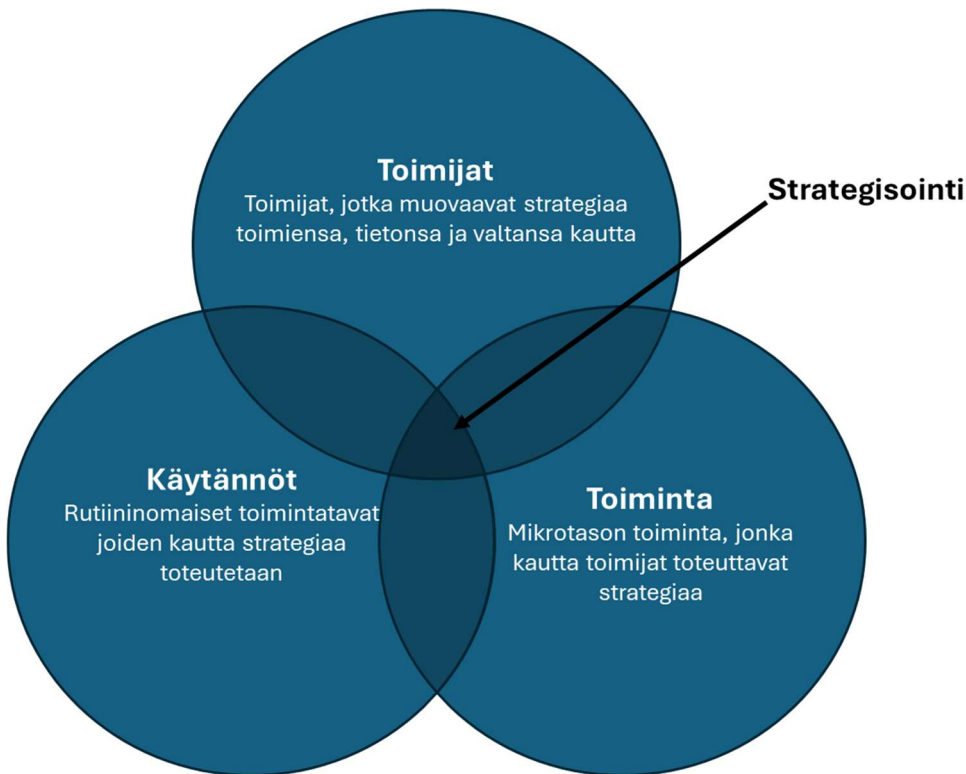 Toimijat
Toimijat, jotka muovaavat strategiaa
toimiensa, tietonsa ja valtansa kautta
Strategisointi
Käytännöt
Rutiininomaiset toimintatavat
joiden kautta strategiaa
toteutetaan
Toiminta
Mikrotason toiminta, jonka
kautta toimijat toteuttavat
strategiaa